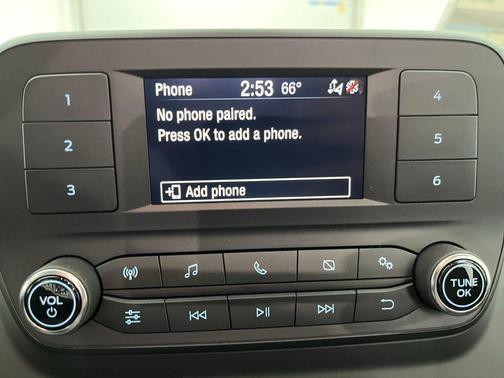 Phone 2:53 66°
No phone paired.
Press OK to add a phone.
Add phone
1
2
3
4
5
6
VOL
TUNE
OK